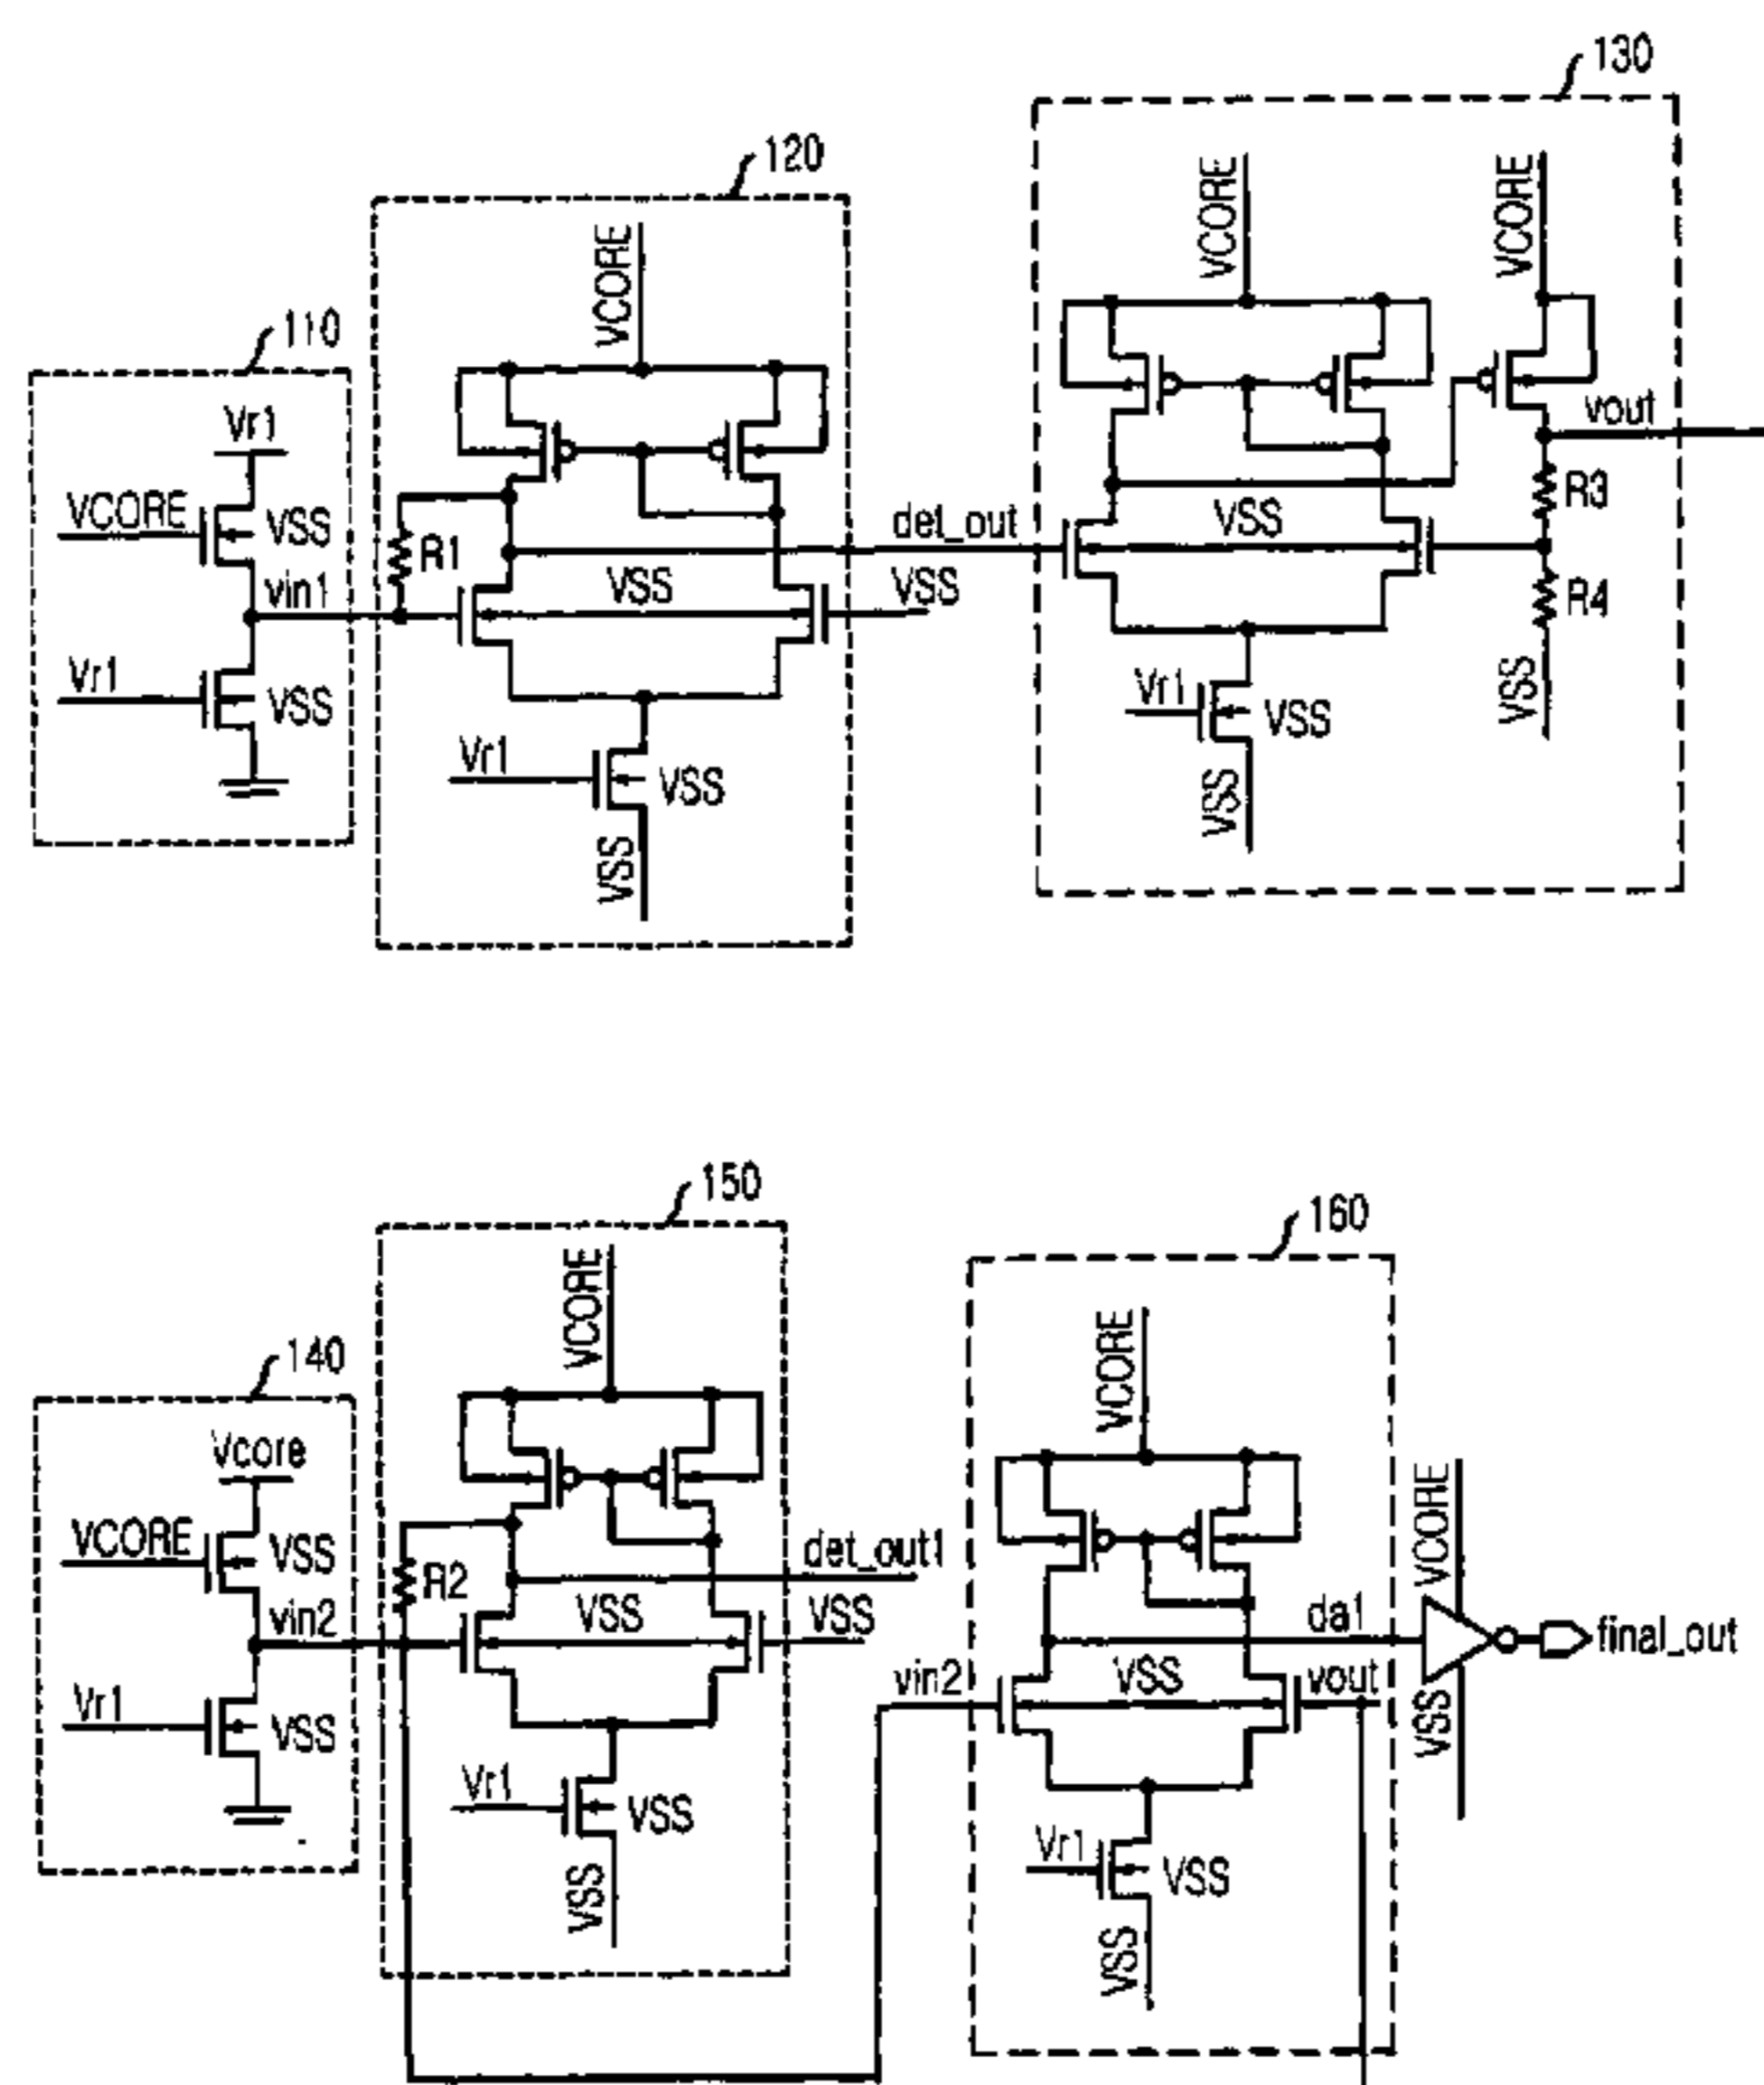 130
120
VCORE
VCORE
VCORE
110
Vr1
vout
VCORE
VSS
R3
det_out
VSS
R1
VSS
VSS
vin1
R4
Vr1
VSS
Vr1
VSS
VSS
Vr1
VSS
VSS
VSS
150
160
VCORE
140
VCORE
Vcore
VCORE
VCORE
VSS
det_out1
R2
VSS
VSS
da1
final_out
vin2
vin2
VSS
vout
Vr1
VSS
VSS
Vr1
VSS
Vr1
VSS
VSS
VSS